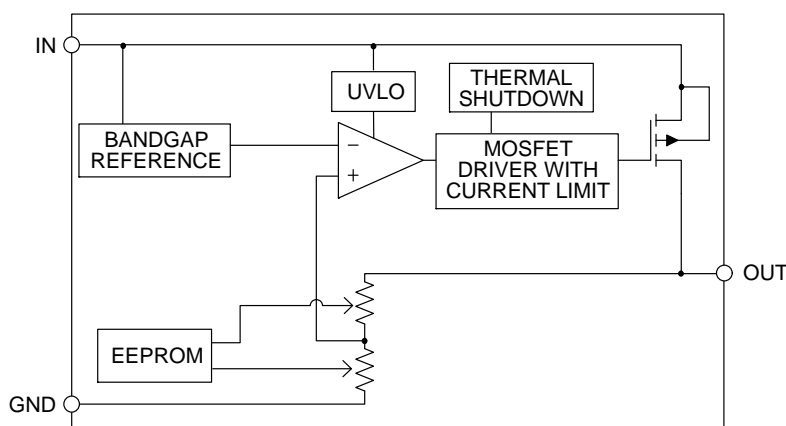 IN
UVLO
THERMAL
SHUTDOWN
BANDGAP
REFERENCE
−
+
MOSFET
DRIVER WITH
CURRENT LIMIT
OUT
EEPROM
GND